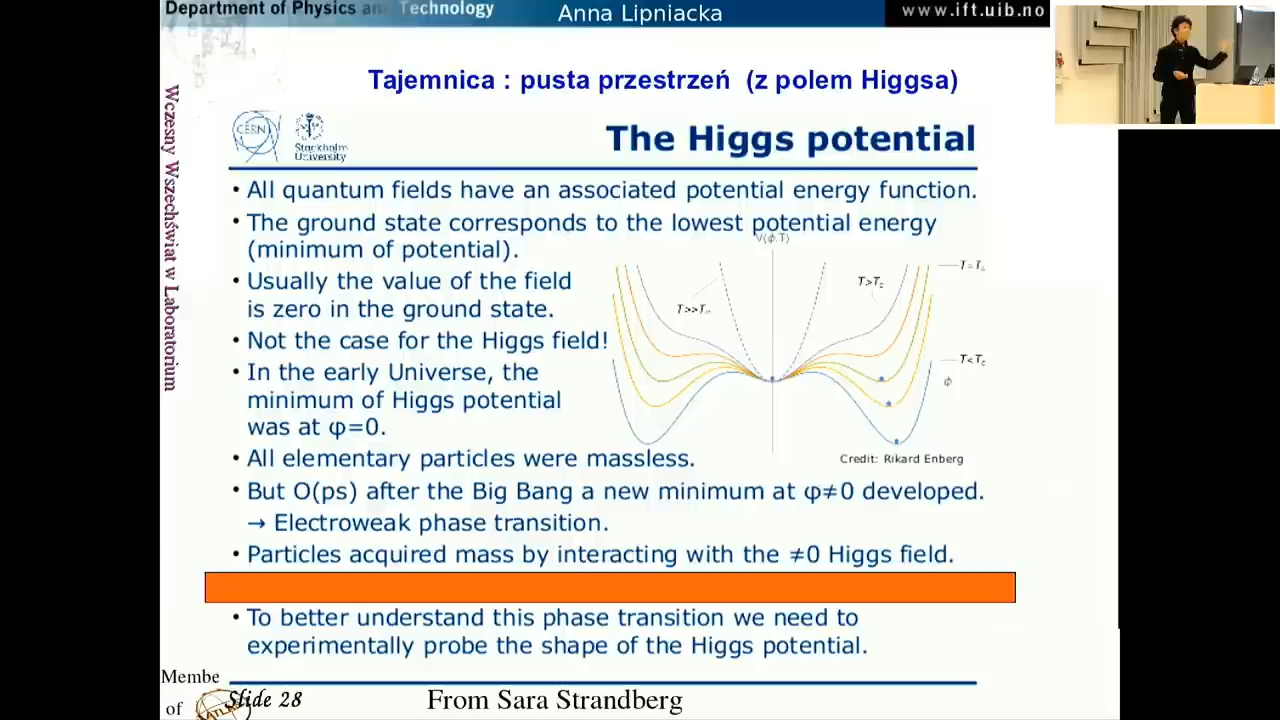 Department of Physics and Technology
Anna Lipniacka
www.ift.uib.no
Tajemnica : pusta przestrzeń (z polem Higgsa)
Wczesny Wszechświat w Laboratorium
CERN
Stockholm
University
The Higgs potential
• All quantum fields have an associated potential energy function.
• The ground state corresponds to the lowest potential energy
(minimum of potential).
• Usually the value of the field
is zero in the ground state.
• Not the case for the Higgs field!
• In the early Universe, the
minimum of Higgs potential
was at φ=0.
V(ϕ,T)
T=Tc
T>Tc
T>>Tc
T<Tc
ϕ
Credit: Rikard Enberg
• All elementary particles were massless.
• But O(ps) after the Big Bang a new minimum at φ≠0 developed.
→ Electroweak phase transition.
• Particles acquired mass by interacting with the ≠0 Higgs field.
• To better understand this phase transition we need to
experimentally probe the shape of the Higgs potential.
Membe
of
Slide 28
From Sara Strandberg